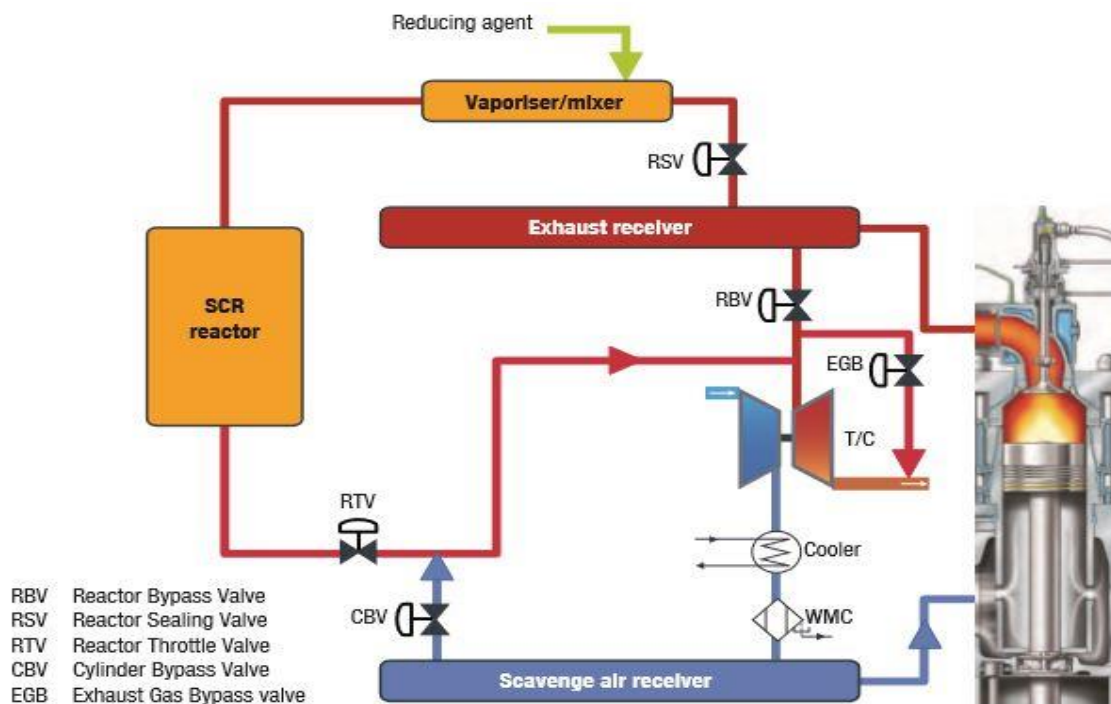 Reducing agent
Vaporiser/mixer
RSV
Exhaust receiver
RBV
SCR
reactor
EGB
T/C
RTV
Cooler
CBV
WMC
Scavenge air receiver
RBV Reactor Bypass Valve
RSV Reactor Sealing Valve
RTV Reactor Throttle Valve
CBV Cylinder Bypass Valve
EGB Exhaust Gas Bypass valve